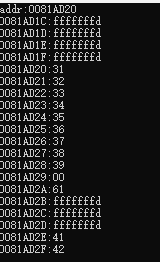 addr:0081AD20
0081AD1C:fffffffd
0081AD1D:fffffffd
0081AD1E:fffffffd
0081AD1F:fffffffd
0081AD20:31
0081AD21:32
0081AD22:33
0081AD23:34
0081AD24:35
0081AD25:36
0081AD26:37
0081AD27:38
0081AD28:39
0081AD29:00
0081AD2A:61
0081AD2B:fffffffd
0081AD2C:fffffffd
0081AD2D:fffffffd
0081AD2E:41
0081AD2F:42